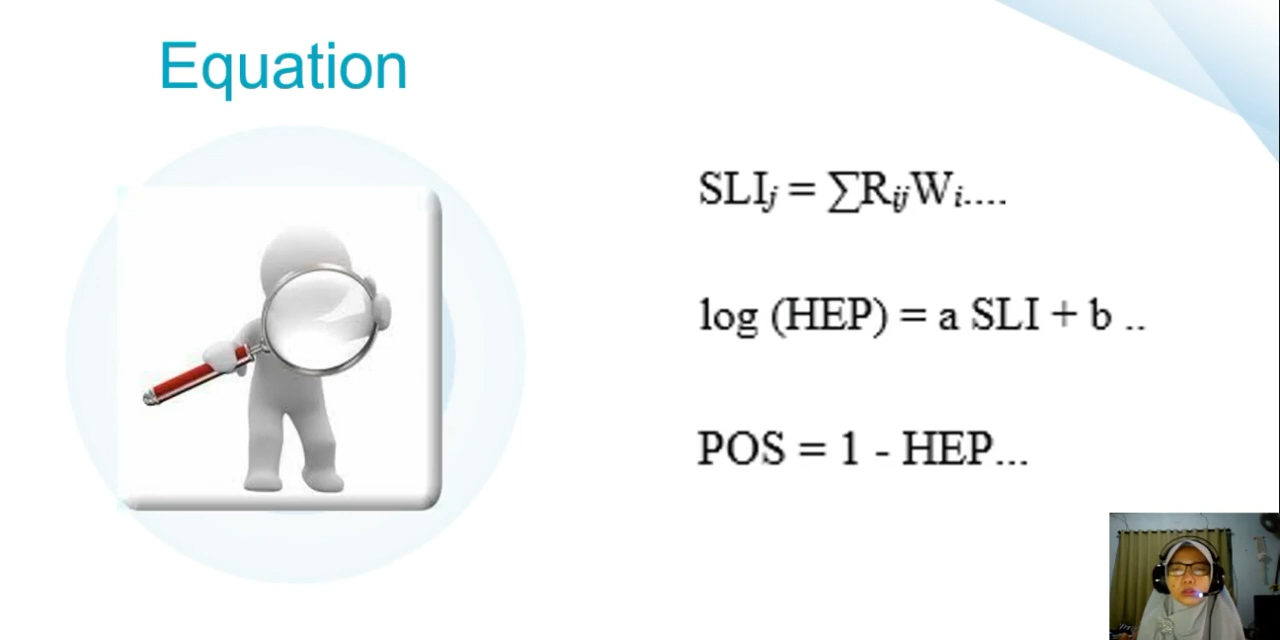 Equation
SLIj = ∑RijWi....
log (HEP) = a SLI + b ..
POS = 1 - HEP...